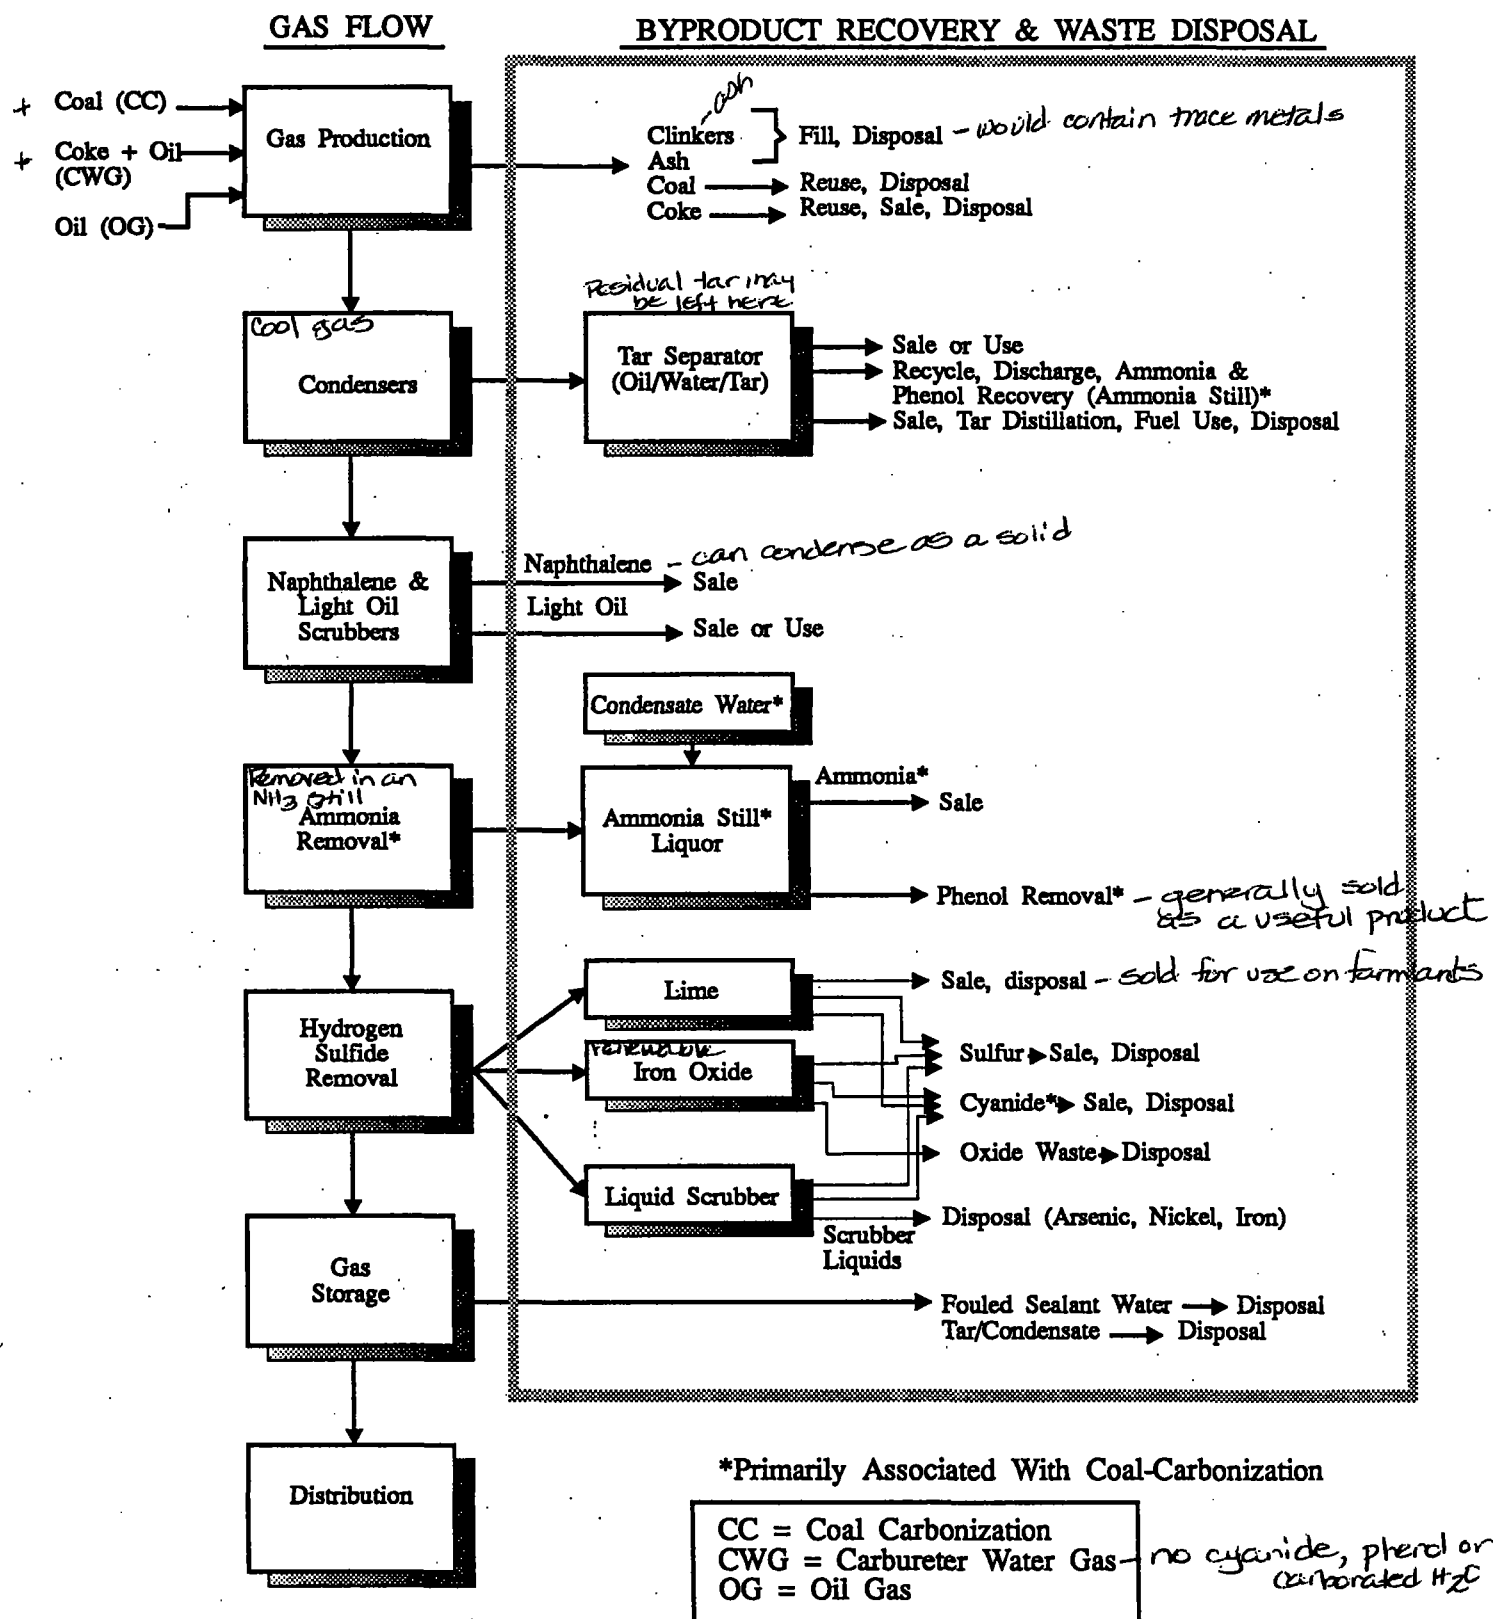 GAS FLOW
BYPRODUCT RECOVERY & WASTE DISPOSAL
+ Coal (CC)
+ Coke + Oil
(CWG)
Oil (OG)
Gas Production
- ash
Clinkers
Ash
Fill, Disposal - would contain trace metals
Coal
Reuse, Disposal
Coke
Reuse, Sale, Disposal
Cool gas
Condensers
Residual tar may
be left here
Tar Separator
(Oil/Water/Tar)
Sale or Use
Recycle, Discharge, Ammonia &
Phenol Recovery (Ammonia Still)*
Sale, Tar Distillation, Fuel Use, Disposal
Naphthalene &
Light Oil
Scrubbers
Naphthalene - can condense as a solid
Sale
Light Oil
Sale or Use
Condensate Water*
Removed in an
NH3 still
Ammonia
Removal*
Ammonia Still*
Liquor
Ammonia*
Sale
Phenol Removal* - generally sold
as a useful product
Hydrogen
Sulfide
Removal
Lime
Sale, disposal - sold for use on
renewable
Iron Oxide
Sulfur
Sale, Disposal
Cyanide*
Sale, Disposal
Oxide Waste
Disposal
Liquid Scrubber
Scrubber
Liquids
Disposal (Arsenic, Nickel, Iron)
Gas
Storage
Fouled Sealant Water
Disposal
Tar/Condensate
Disposal
Distribution
*Primarily Associated With Coal-Carbonization
CC = Coal Carbonization
CWG = Carbureter Water Gas - no cyanide, phenol or
carbonated
OG = Oil Gas